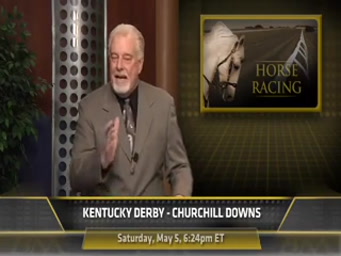 HORSE
RACING
KENTUCKY DERBY - CHURCHILL DOWNS
Saturday, May 5, 6:24pm ET